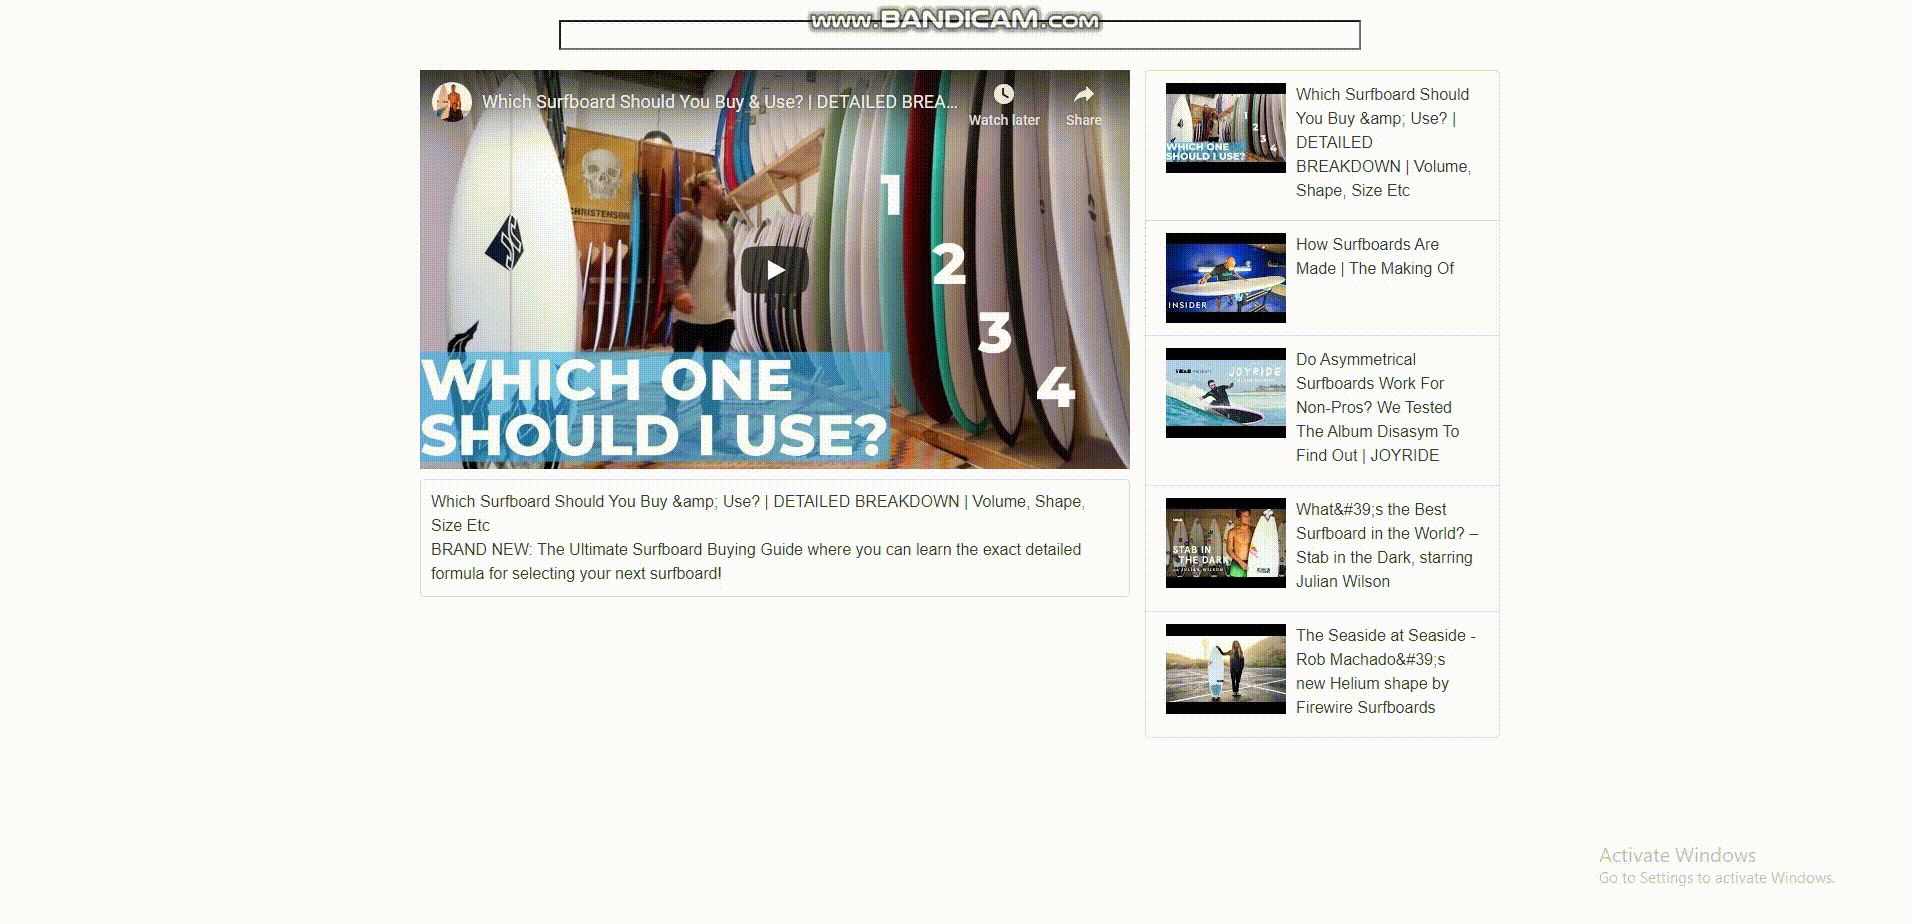 www.BANDICAM.com
Which Surfboard Should You Buy & Use? | DETAILED BREA...
Watch later
Share
CHRISTENSON
1
2
3
4
WHICH ONE
SHOULD I USE?
Which Surfboard Should You Buy &amp; Use? | DETAILED BREAKDOWN | Volume, Shape,
Size Etc
BRAND NEW: The Ultimate Surfboard Buying Guide where you can learn the exact detailed
formula for selecting your next surfboard!
1
2
3
4
WHICH ONE
SHOULD I USE?
Which Surfboard Should
You Buy &amp; Use? |
DETAILED
BREAKDOWN | Volume,
Shape, Size Etc
INSIDER
How Surfboards Are
Made | The Making Of
JOYRIDE
Do Asymmetrical
Surfboards Work For
Non-Pros? We Tested
The Album Disasym To
Find Out | JOYRIDE
STAB IN
THE DARK
JULIAN WILSON
What&#39;s the Best
Surfboard in the World? –
Stab in the Dark, starring
Julian Wilson
The Seaside at Seaside -
Rob Machado&#39;s
new Helium shape by
Firewire Surfboards
Activate Windows
Go to Settings to activate Windows.